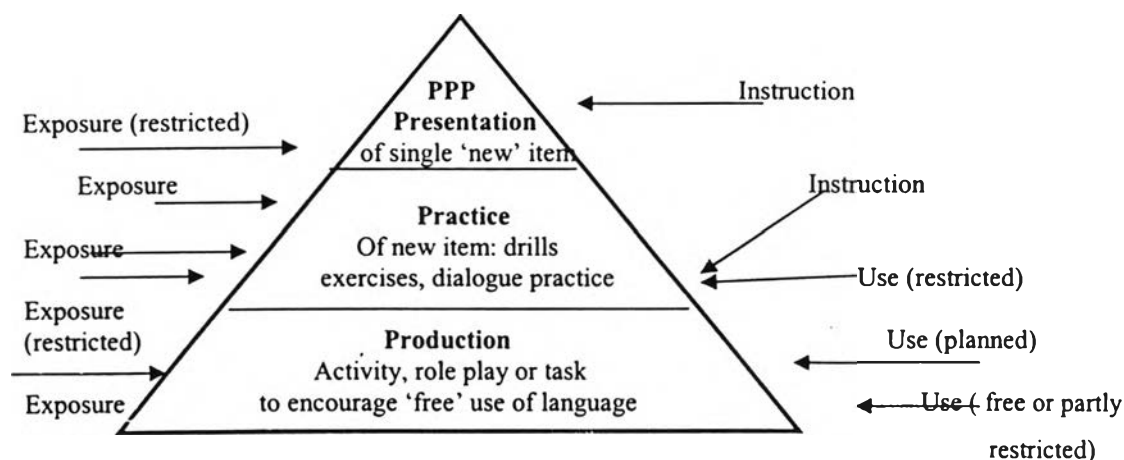 PPP
Presentation
of single ‘new’ item
Practice
Of new item: drills
exercises, dialogue practice
Production
Activity, role play or task
to encourage ‘free’ use of language
Exposure (restricted)
Exposure
Exposure
Exposure
(restricted)
Exposure
Instruction
Instruction
Use (restricted)
Use (planned)
Use ( free or partly
restricted)